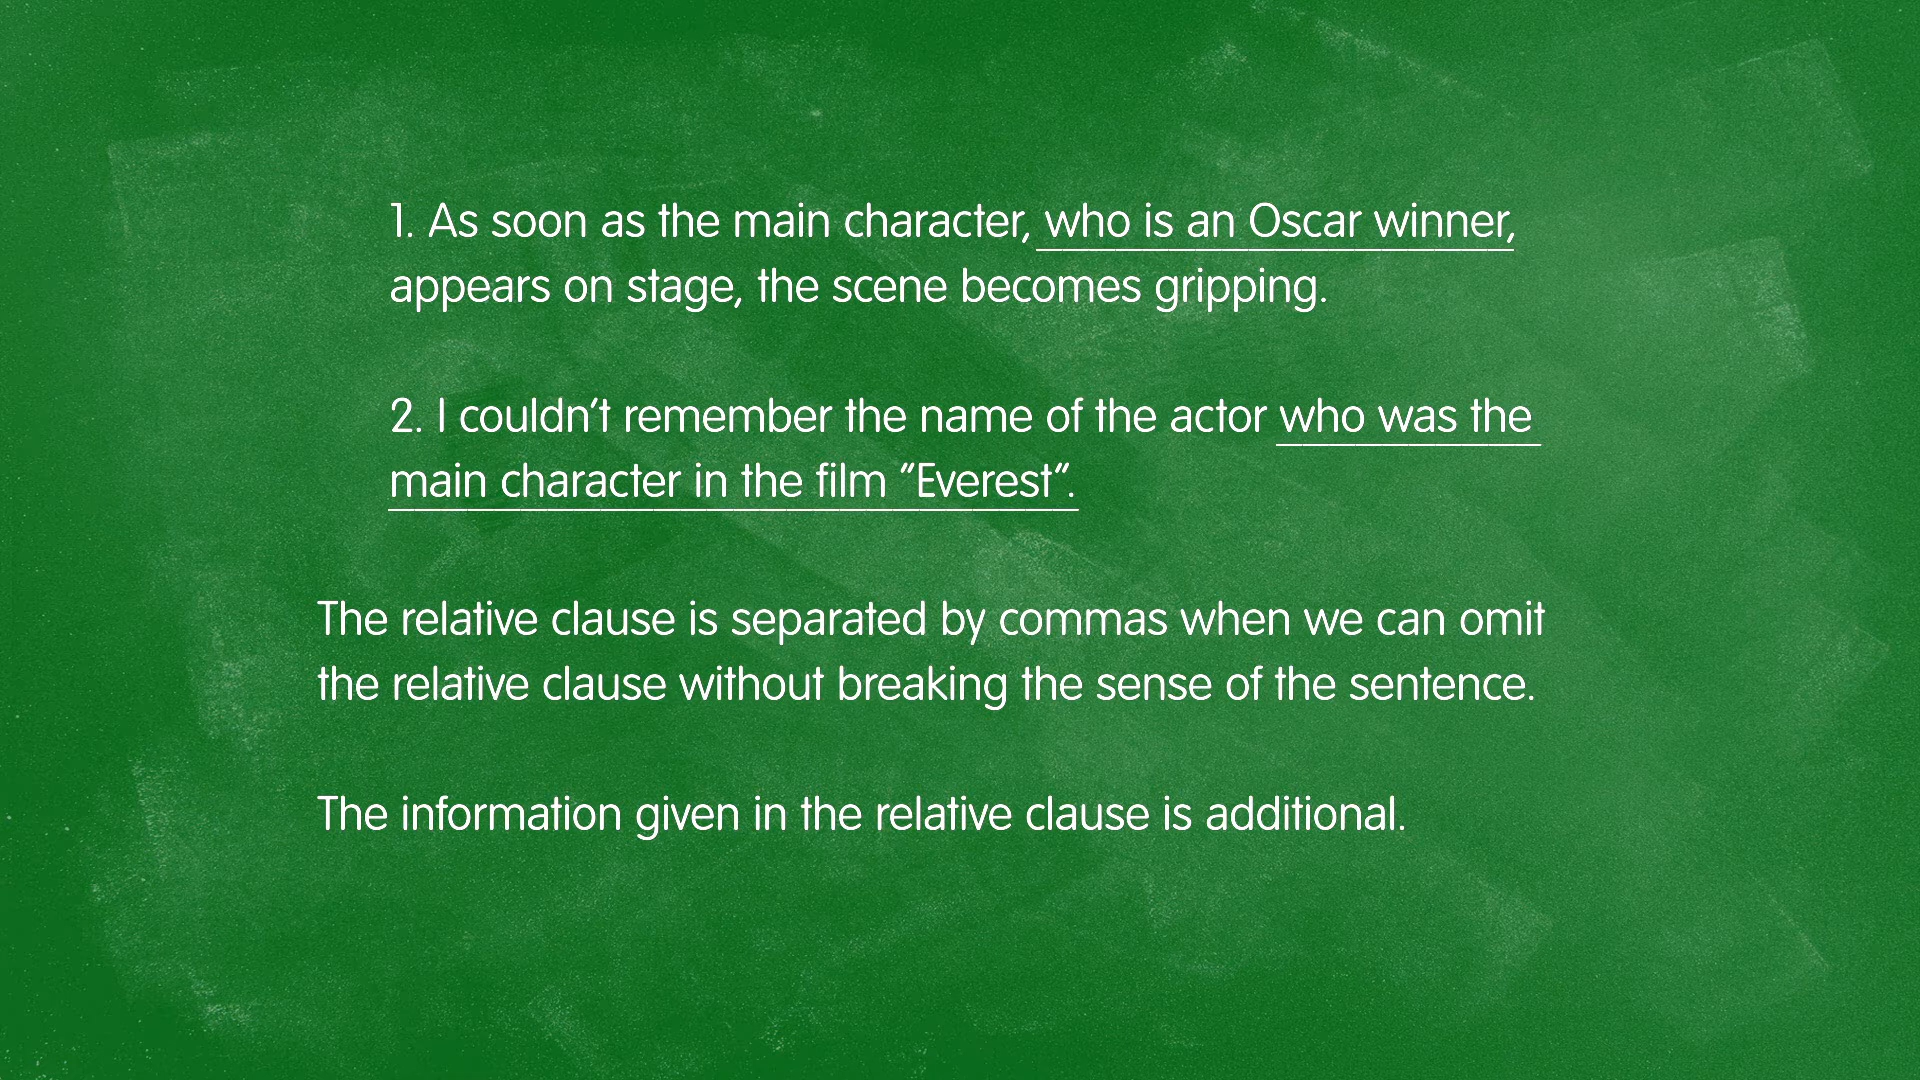 1. As soon as the main character, who is an Oscar winner,
appears on stage, the scene becomes gripping.
2. I couldn’t remember the name of the actor who was the
main character in the film “Everest“.
The relative clause is separated by commas when we can omit
the relative clause without breaking the sense of the sentence.
The information given in the relative clause is additional.